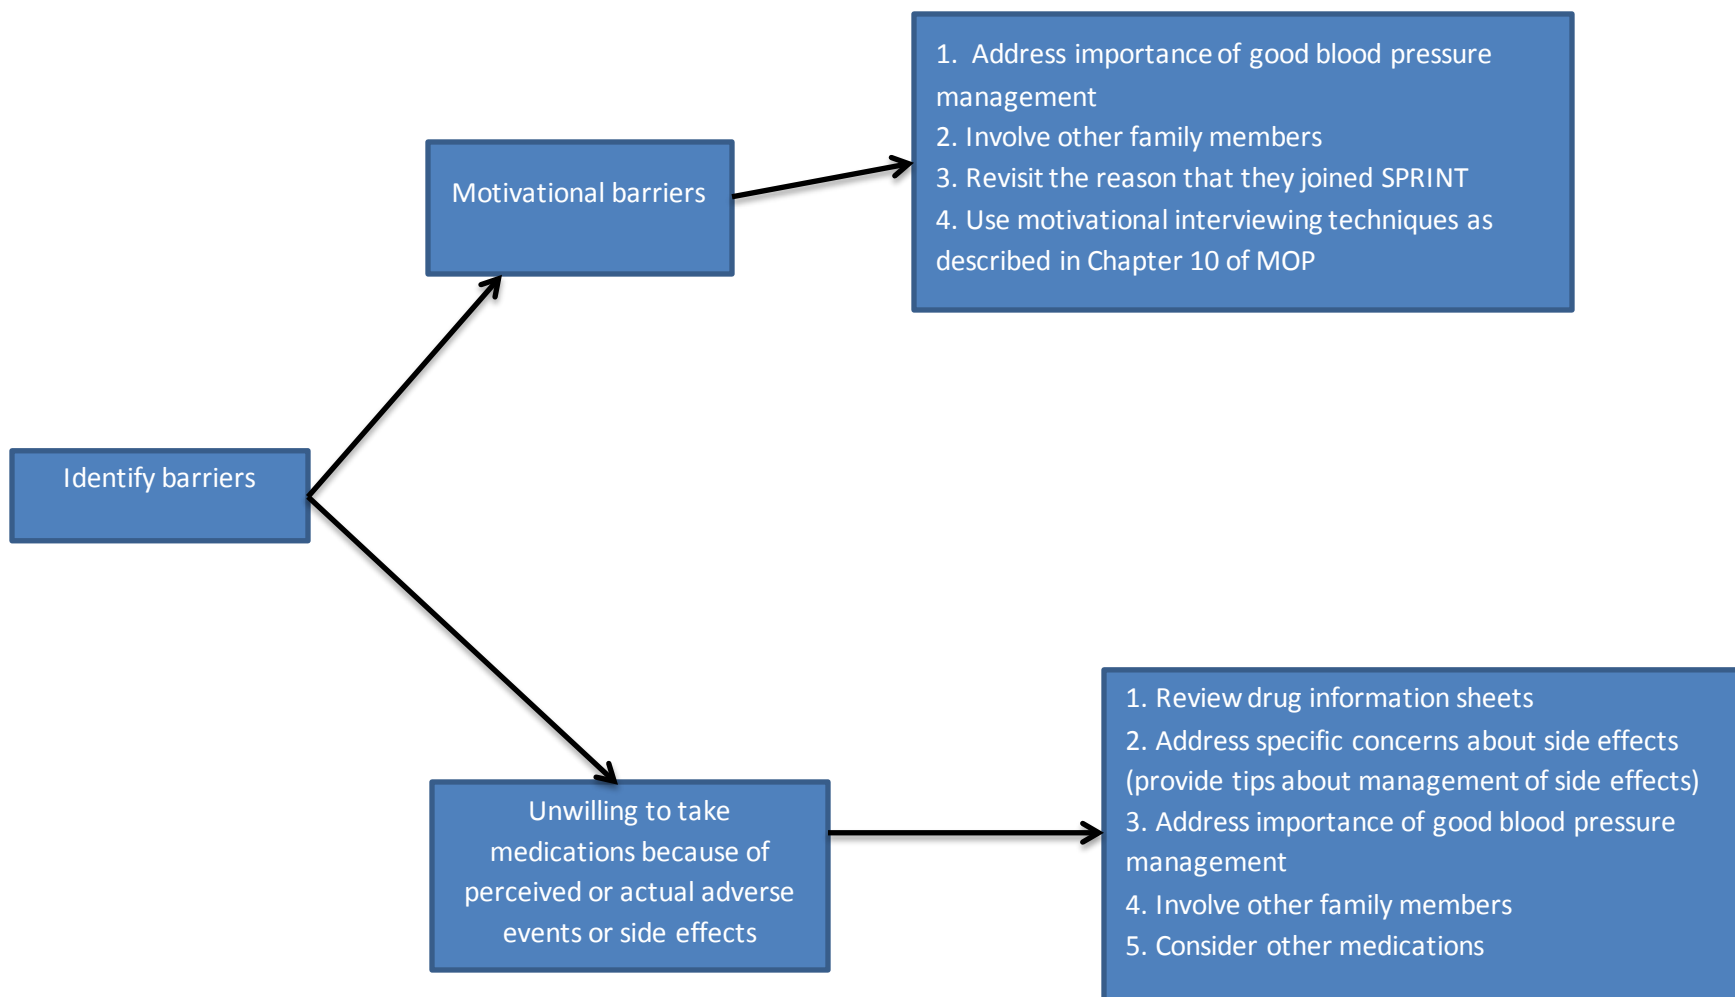 1. Address importance of good blood pressure
management
2. Involve other family members
3. Revisit the reason that they joined SPRINT
4. Use motivational interviewing techniques as
described in Chapter 10 of MOP
Motivational barriers
Identify barriers
Unwilling to take
medications because of
perceived or actual adverse
events or side effects
1. Review drug information sheets
2. Address specific concerns about side effects
(provide tips about management of side effects)
3. Address importance of good blood pressure
management
4. Involve other family members
5. Consider other medications